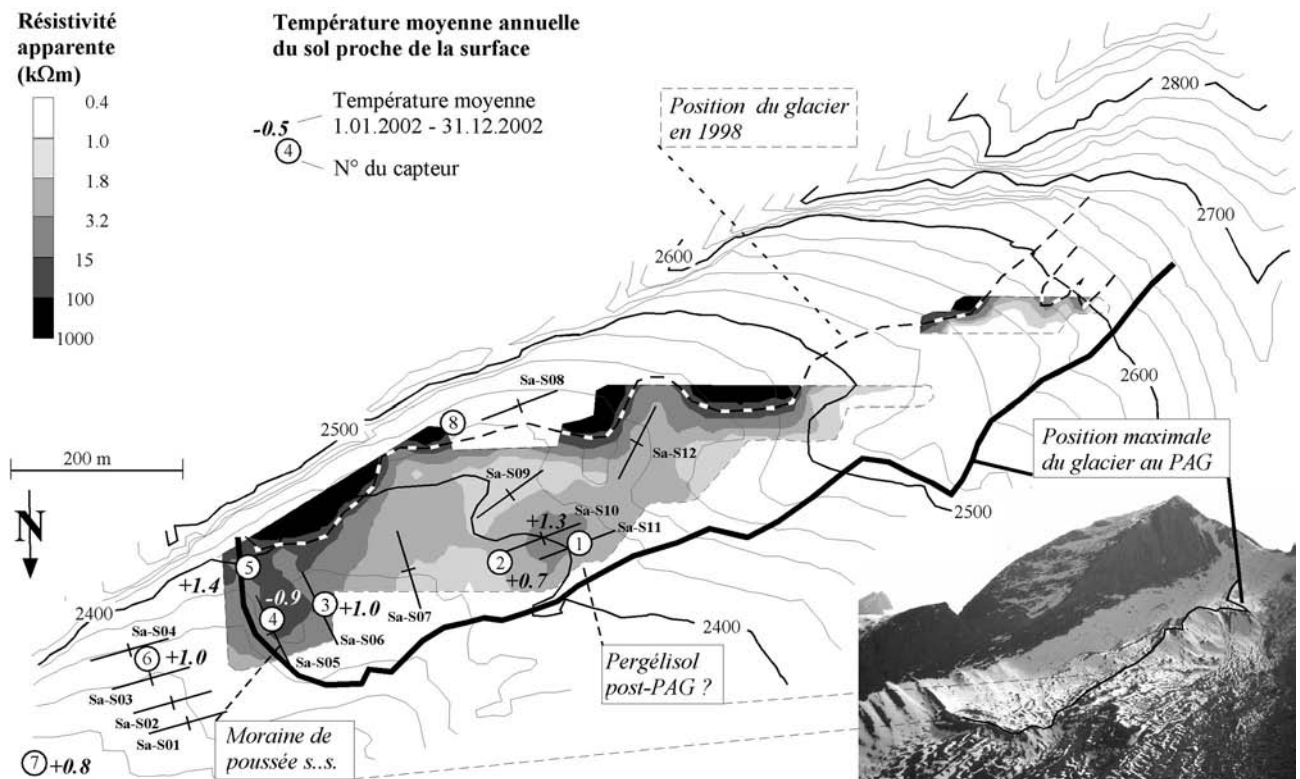 Résistivité
apparente
(kΩm)
0.4
1.0
1.8
3.2
15
100
1000
Température moyenne annuelle
du sol proche de la surface
Température moyenne
1.01.2002 - 31.12.2002
-0.5
4
N° du capteur
Position du glacier
en 1998
2800
2700
2600
2600
2500
Sa-S08
8
Sa-S12
Sa-S09
200 m
N
Position maximale
du glacier au PAG
2500
Sa-S10
+1.3
Sa-S11
1
2
+0.7
5
+1.4
-0.9
4
3
+1.0
Sa-S07
Sa-S06
Sa-S05
2400
2400
Sa-S04
6
+1.0
Sa-S03
Sa-S02
Sa-S01
7
+0.8
Pergélisol
post-PAG ?
Moraine de
poussée s..s.